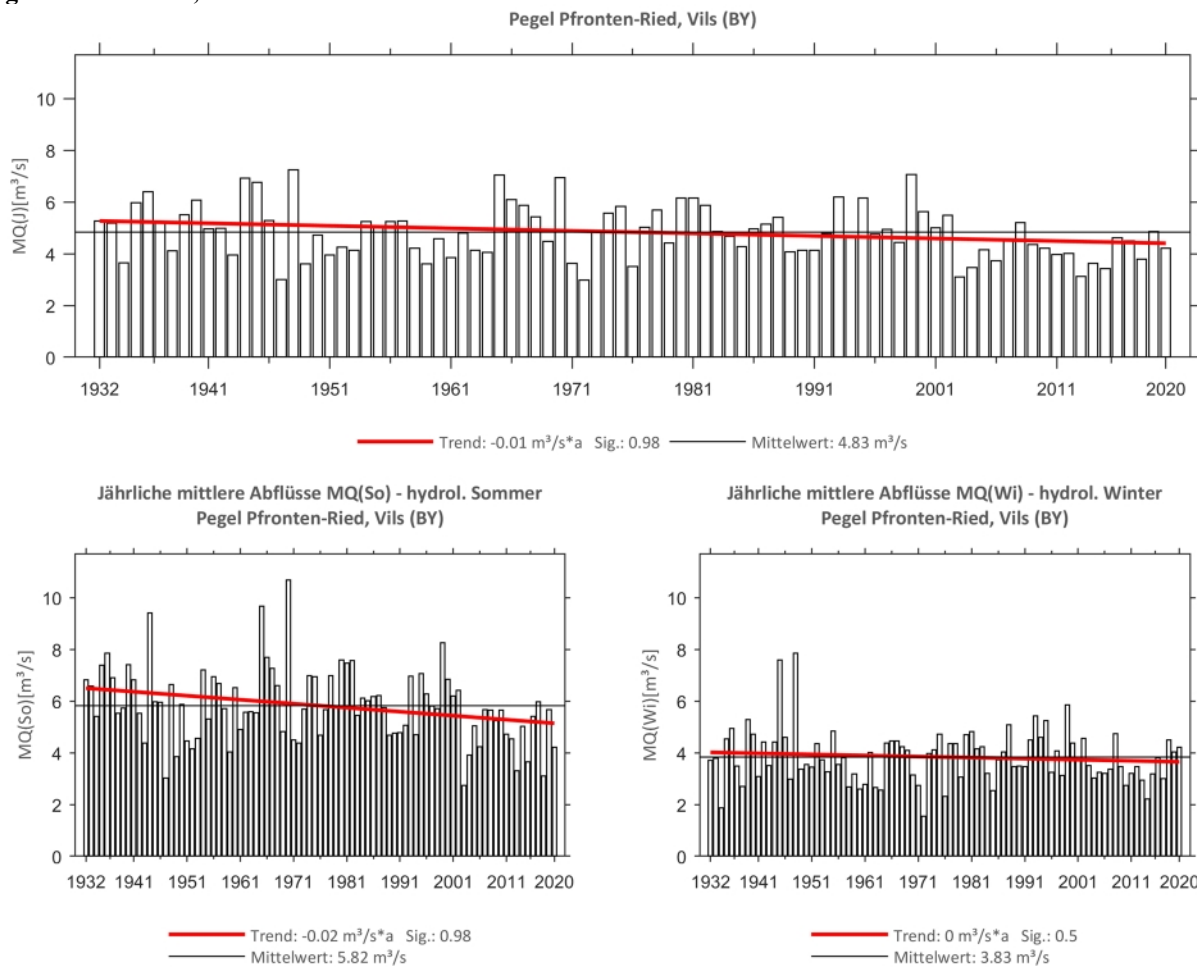 Pegel Pfronten-Ried, Vils (BY)
MQ(J)[m³/s]
10
8
6
4
2
0
1932 1941 1951 1961 1971 1981 1991 2001 2011 2020
Trend: -0.01 m³/s*a Sig.: 0.98 Mittelwert: 4.83 m³/s
Jährliche mittlere Abflüsse MQ(So) - hydrol. Sommer
Pegel Pfronten-Ried, Vils (BY)
MQ(So)[m³/s]
10
8
6
4
2
0
1932 1941 1951 1961 1971 1981 1991 2001 2011 2020
Trend: -0.02 m³/s*a Sig.: 0.98
Mittelwert: 5.82 m³/s
Jährliche mittlere Abflüsse MQ(Wi) - hydrol. Winter
Pegel Pfronten-Ried, Vils (BY)
MQ(Wi)[m³/s]
10
8
6
4
2
0
1932 1941 1951 1961 1971 1981 1991 2001 2011 2020
Trend: 0 m³/s*a Sig.: 0.5
Mittelwert: 3.83 m³/s